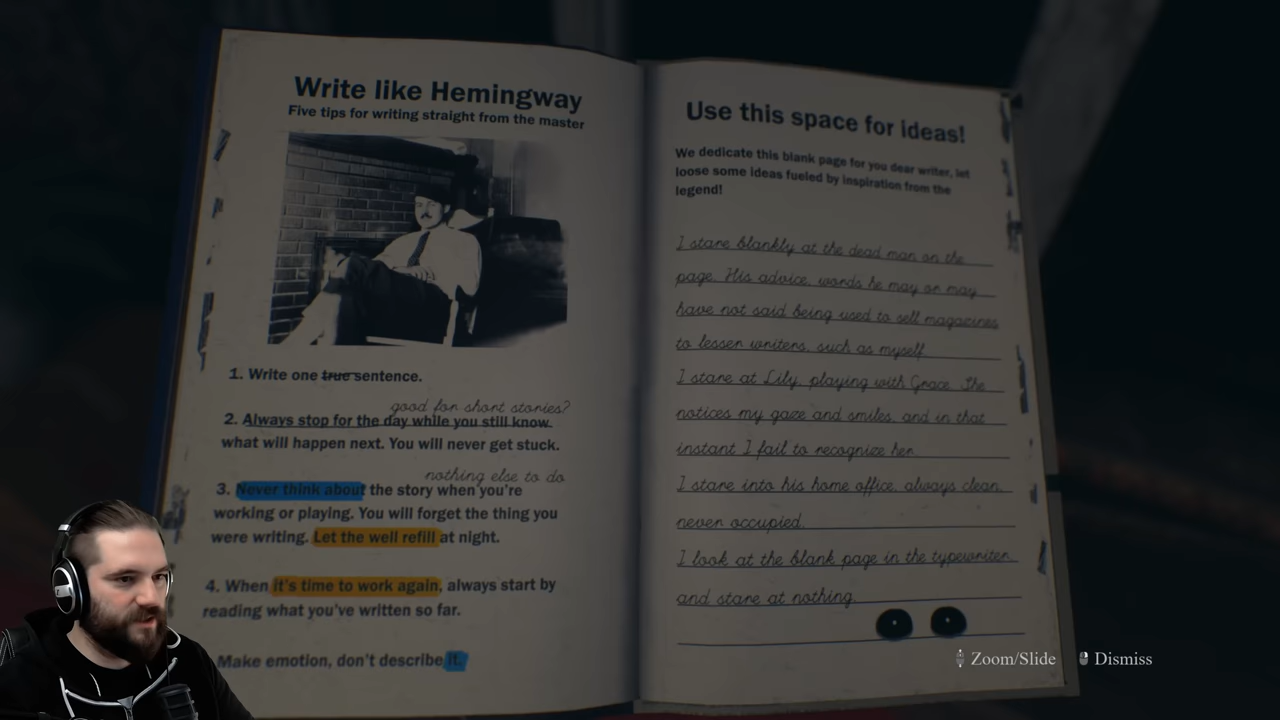 Write like Hemingway
Five tips for writing straight from the master
1. Write one true sentence.
good for short stories?
2. Always stop for the day while you still know
what will happen next. You will never get stuck.
nothing else to do
3. Never think about the story when you're
working or playing. You will forget the thing you
were writing. Let the well refill at night.
4. When it's time to work again, always start by
reading what you've written so far.
Make emotion, don't describe it.
Use this space for ideas!
We dedicate this blank page for you dear writer, let
loose some ideas fueled by inspiration from the
legend!
I stare blankly at the dead man on the
page. His advice, words he may or may
have not said being used to sell magazines
to lesser writers, such as myself.
I stare at Lily, playing with Grace. She
notices my gaze and smiles, and in that
instant I fail to recognize her.
I stare into his home office, always clean,
never occupied.
I look at the blank page in the typewriter
and stare at nothing.
Zoom/Slide
Dismiss